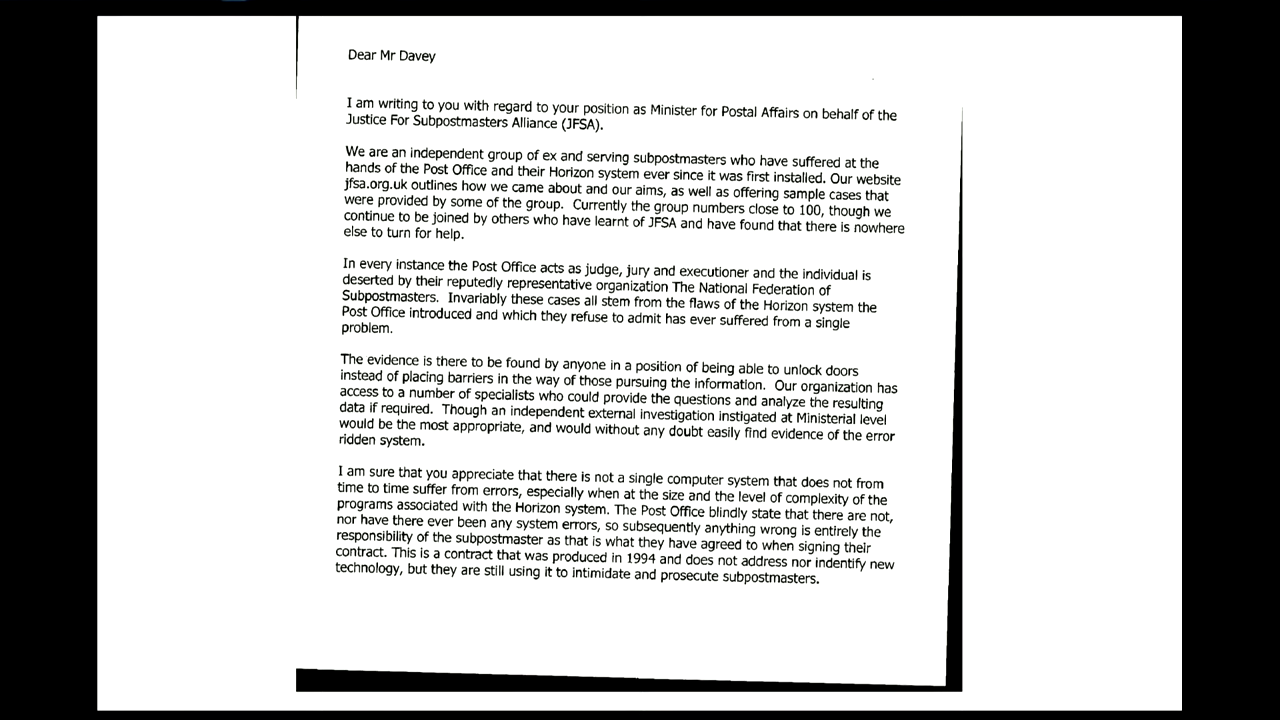 Dear Mr Davey
I am writing to you with regard to your position as Minister for Postal Affairs on behalf of the
Justice For Subpostmasters Alliance (JFSA).
We are an independent group of ex and serving subpostmasters who have suffered at the
hands of the Post Office and their Horizon system ever since it was first installed. Our website
jfsa.org.uk outlines how we came about and our aims, as well as offering sample cases that
were provided by some of the group. Currently the group numbers close to 100, though we
continue to be joined by others who have learnt of JFSA and have found that there is nowhere
else to turn for help.
In every instance the Post Office acts as judge, jury and executioner and the individual is
deserted by their reputedly representative organization The National Federation of
Subpostmasters. Invariably these cases all stem from the flaws of the Horizon system the
Post Office introduced and which they refuse to admit has ever suffered from a single
problem.
The evidence is there to be found by anyone in a position of being able to unlock doors
instead of placing barriers in the way of those pursuing the information. Our organization has
access to a number of specialists who could provide the questions and analyze the resulting
data if required. Though an independent external investigation instigated at Ministerial level
would be the most appropriate, and would without any doubt easily find evidence of the error
ridden system.
I am sure that you appreciate that there is not a single computer system that does not from
time to time suffer from errors, especially when at the size and the level of complexity of the
programs associated with the Horizon system. The Post Office blindly state that there are not,
nor have there ever been any system errors, so subsequently anything wrong is entirely the
responsibility of the subpostmaster as that is what they have agreed to when signing their
contract. This is a contract that was produced in 1994 and does not address nor indentify new
technology, but they are still using it to intimidate and prosecute subpostmasters.